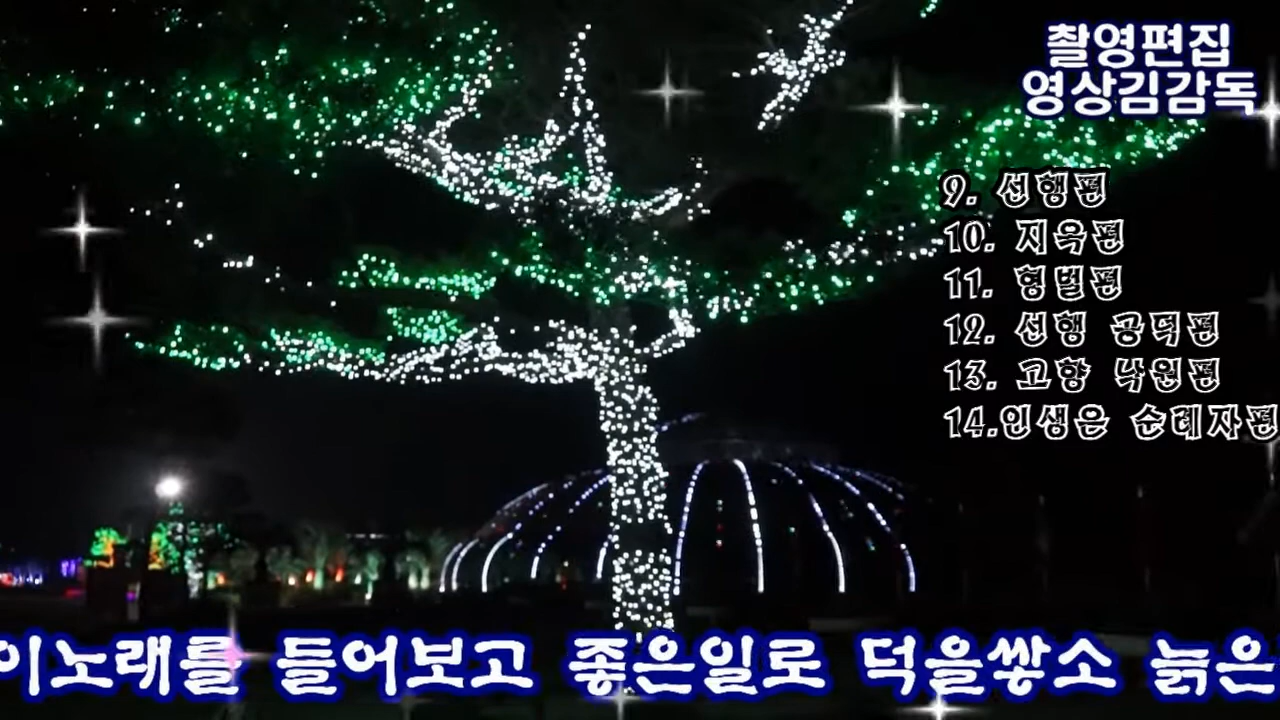 촬영편집
영상김감독
9. 선행편
10. 지옥편
11. 형벌편
12. 선행 공덕편
13. 고향 낙원편
14.인생은 순례자편
이노래를 들어보고 좋은일로 덕을쌓소 늙은